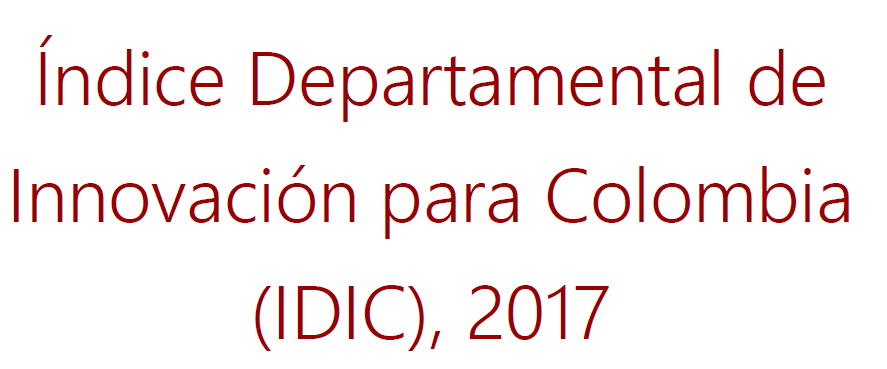 Índice Departamental de
Innovación para Colombia
(IDIC), 2017